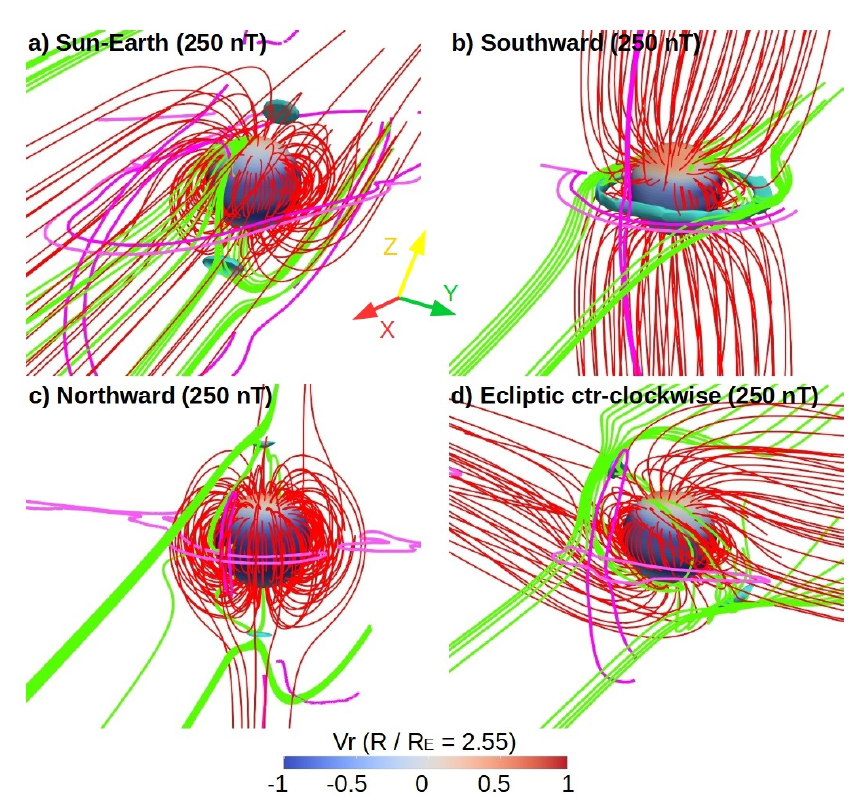 a) Sun-Earth (250 nT)
b) Southward (250 nT)
Z
Y
X
c) Northward (250 nT)
d) Ecliptic ctr-clockwise (250 nT)
Vr (R / RE = 2.55)
-1 -0.5 0 0.5 1